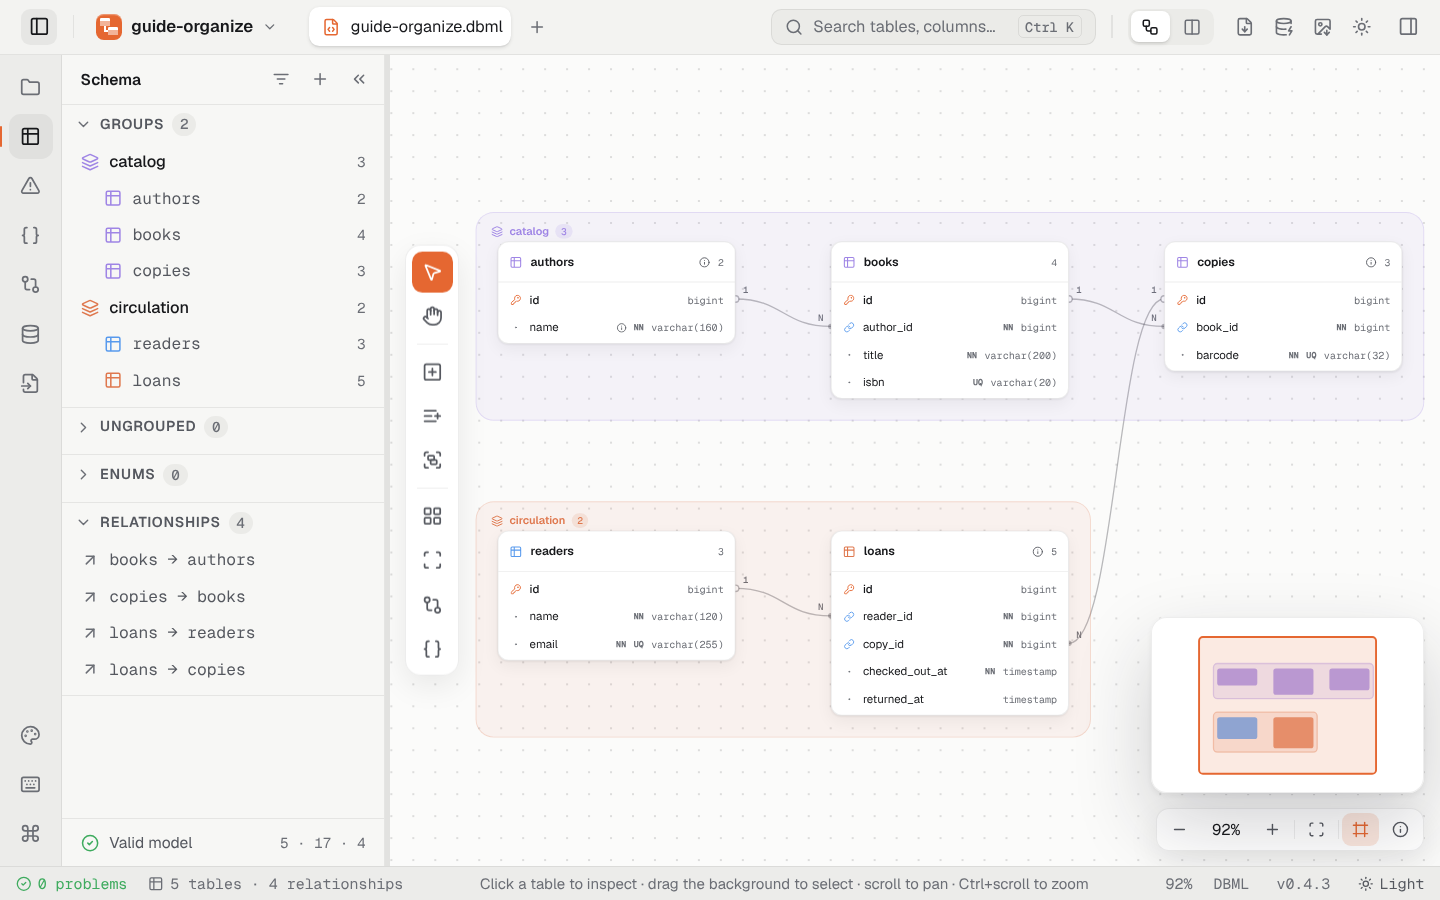 guide-organize
guide-organize.dbml
Search tables, columns... Ctrl K
Schema
GROUPS 2
catalog 3
authors 2
books 4
copies 3
circulation 2
readers 3
loans 5
UNGROUPED 0
ENUMS 0
RELATIONSHIPS 4
books → authors
copies → books
loans → readers
loans → copies
Valid model 5 · 17 · 4
catalog 3
authors 2
id bigint
name NN varchar(160)
1
N
books 4
id bigint
author_id NN bigint
title NN varchar(200)
isbn UQ varchar(20)
1
1
N
copies 3
id bigint
book_id NN bigint
barcode NN UQ varchar(32)
circulation 2
readers 3
id bigint
name NN varchar(120)
email NN UQ varchar(255)
1
N
loans 5
id bigint
reader_id NN bigint
copy_id NN bigint
checked_out_at NN timestamp
returned_at timestamp
N
92%
0 problems 5 tables · 4 relationships Click a table to inspect · drag the background to select · scroll to pan · Ctrl+scroll to zoom 92% DBML v0.4.3 Light